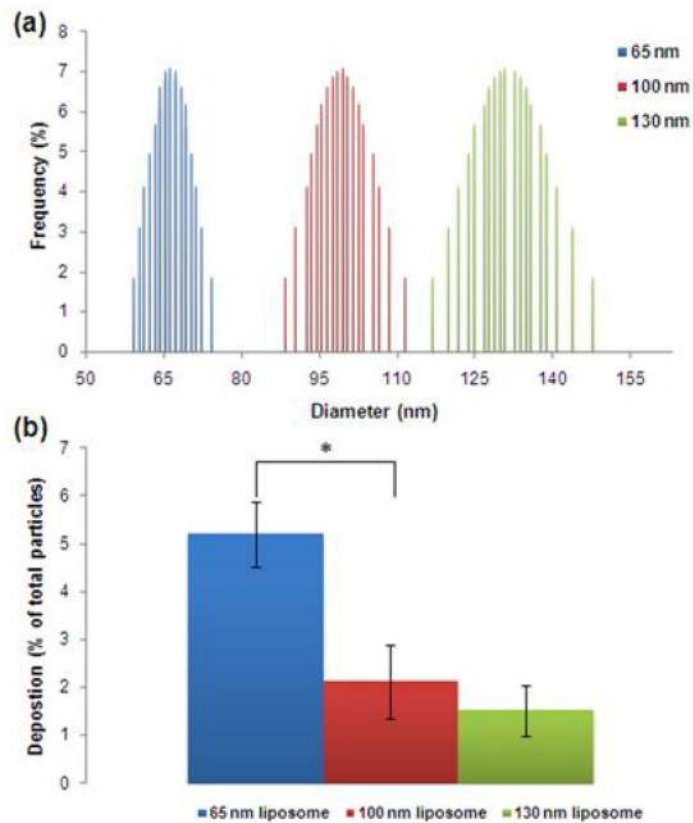 (a)
8
7
6
5
4
3
2
1
0
Frequency (%)
50 65 80 95 110 125 140 155
Diameter (nm)
65 nm
100 nm
130 nm
(b)
7
6
5
4
3
2
1
0
Depostion (% of total particles)
*
65 nm liposome 100 nm liposome 130 nm liposome